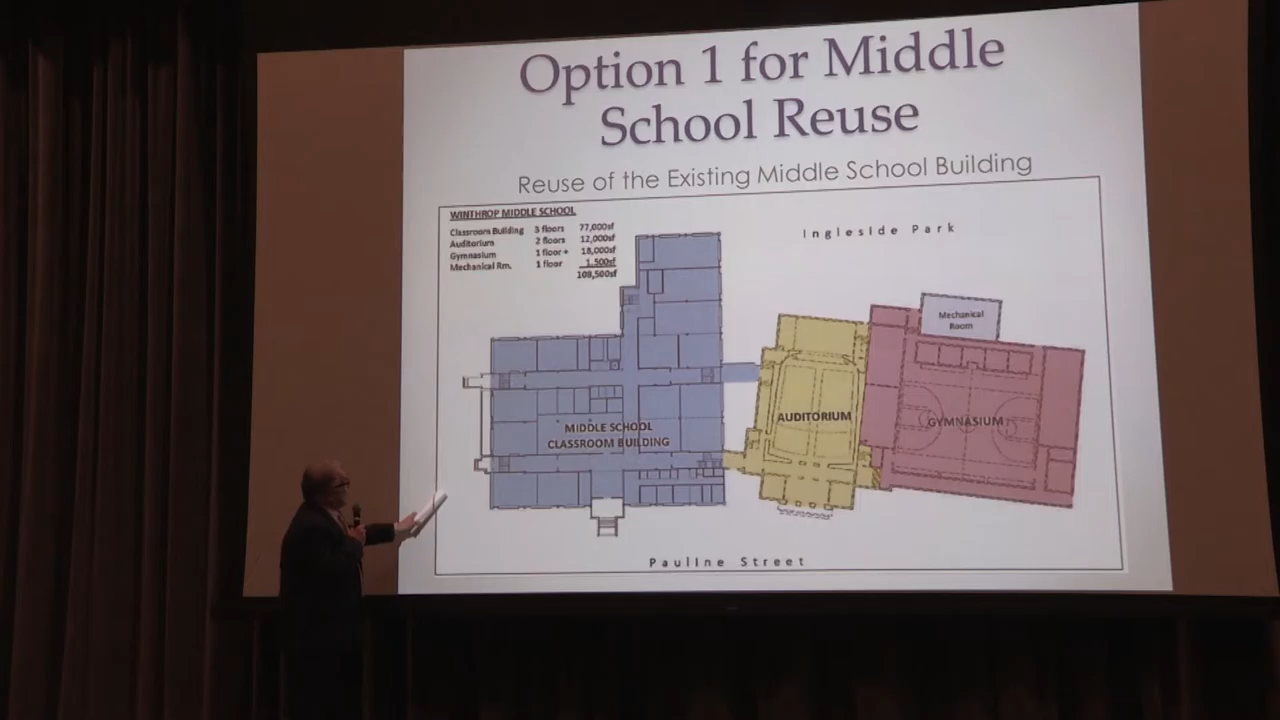 Option 1 for Middle
School Reuse
Reuse of the Existing Middle School Building
WINTHROP MIDDLE SCHOOL
Classroom Building 3 floors 77,000sf
Auditorium 2 floors 12,000sf
Gymnasium 1 floor + 18,000sf
Mechanical Rm. 1 floor 1,500sf
108,500sf
Ingleside Park
Mechanical
Room
AUDITORIUM
GYMNASIUM
MIDDLE SCHOOL
CLASSROOM BUILDING
Pauline Street